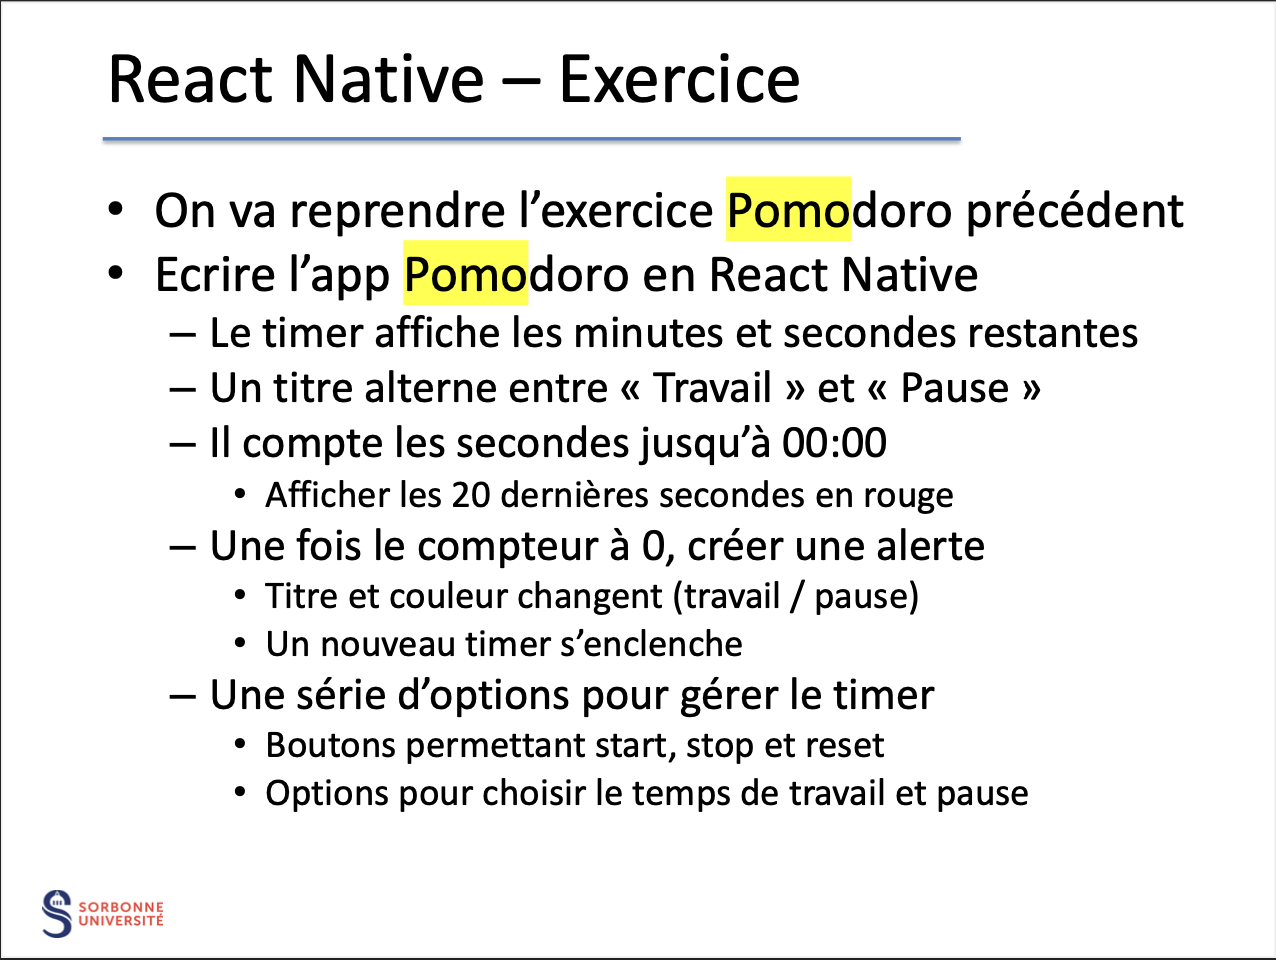 React Native – Exercice
• On va reprendre l’exercice Pomodoro précédent
• Ecrire l’app Pomodoro en React Native
– Le timer affiche les minutes et secondes restantes
– Un titre alterne entre « Travail » et « Pause »
– Il compte les secondes jusqu’à 00:00
• Afficher les 20 dernières secondes en rouge
– Une fois le compteur à 0, créer une alerte
• Titre et couleur changent (travail / pause)
• Un nouveau timer s’enclenche
– Une série d’options pour gérer le timer
• Boutons permettant start, stop et reset
• Options pour choisir le temps de travail et pause
SORBONNE
UNIVERSITÉ